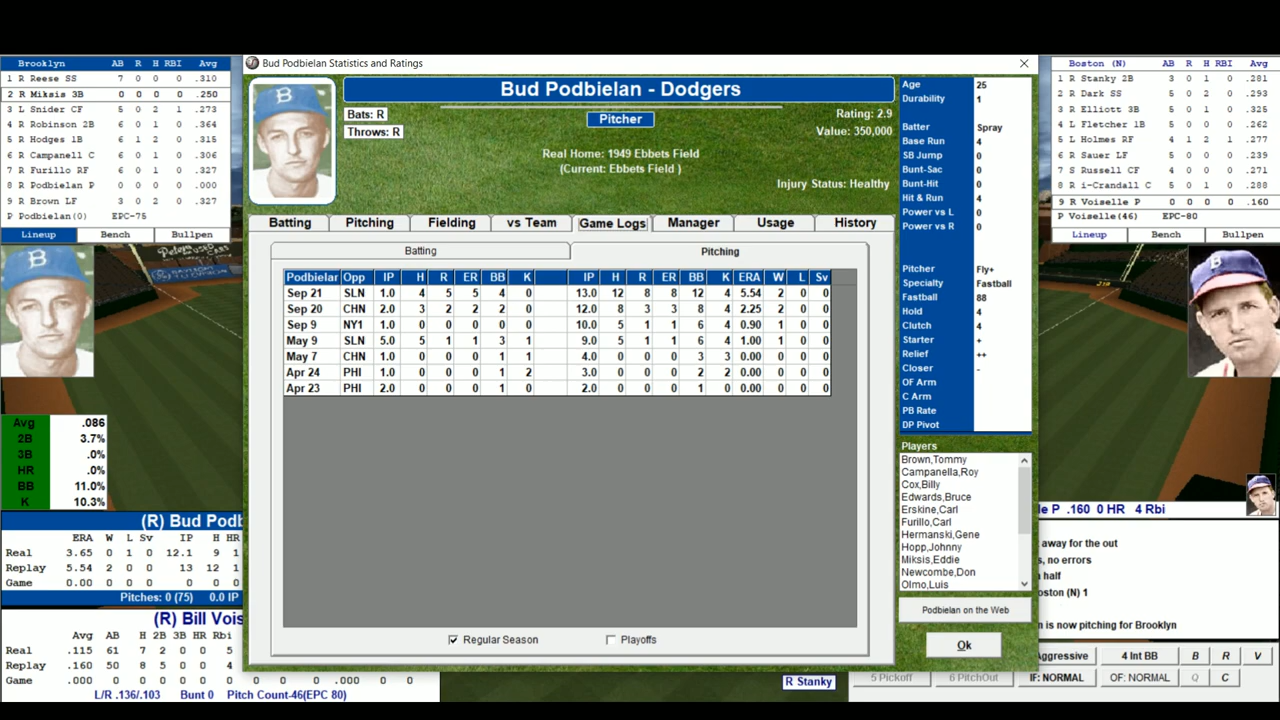 Bud Podbielan Statistics and Ratings
Brooklyn AB R H RBI Avg
1 R Reese SS 7 0 0 0 .310
2 R Miksis 3B 0 0 0 0 .250
3 L Snider CF 5 0 2 0 .273
4 R Robinson 2B 6 0 1 0 .364
5 R Hodges 1B 6 1 2 0 .315
6 R Campanell C 6 0 1 0 .306
7 R Furillo RF 6 0 1 0 .327
8 R Podbielan P 0 0 0 0 .000
9 R Brown LF 3 0 2 0 .327
P Podbielan(0) EPC-75
Lineup Bench Bullpen
Avg .086
2B 3.7%
3B .0%
HR .0%
BB 11.0%
K 10.3%
(R) Bud Podb
ERA W L Sv IP H HR
Real 3.65 0 1 0 12.1 9 1
Replay 5.54 2 0 0 13 12 1
Game 0.00 0 0 0 0 0 0
Pitches: 0 (75) 0.0 IP
(R) Bill Vois
Avg AB H 2B 3B HR Rbi
Real .115 61 7 2 0 0 5
Replay .160 50 8 5 0 0 4
Game .000 0 0 0 0 0 0 0 0 .000 0 0
L/R .136/.103 Bunt 0 Pitch Count-46(EPC 80)
Bud Podbielan - Dodgers
Bats: R
Throws: R
Pitcher
Rating: 2.9
Value: 350,000
Real Home: 1949 Ebbets Field
(Current: Ebbets Field )
Injury Status: Healthy
Batting Pitching Fielding vs Team Game Logs Manager Usage History
Batting Pitching
Podbielar Opp IP H R ER BB K IP H R ER BB K ERA W L Sv
Sep 21 SLN 1.0 4 5 5 4 0 13.0 12 8 8 12 4 5.54 2 0 0
Sep 20 CHN 2.0 3 2 2 2 0 12.0 8 3 3 8 4 2.25 2 0 0
Sep 9 NY1 1.0 0 0 0 0 0 10.0 5 1 1 6 4 0.90 1 0 0
May 9 SLN 5.0 5 1 1 3 1 9.0 5 1 1 6 4 1.00 1 0 0
May 7 CHN 1.0 0 0 0 1 1 4.0 0 0 0 3 3 0.00 0 0 0
Apr 24 PHI 1.0 0 0 0 1 2 3.0 0 0 0 2 2 0.00 0 0 0
Apr 23 PHI 2.0 0 0 0 1 0 2.0 0 0 0 1 0 0.00 0 0 0
Regular Season Playoffs
Age 25
Durability 1
Batter Spray
Base Run 4
SB Jump 0
Bunt-Sac 0
Bunt-Hit 0
Hit & Run 4
Power vs L 0
Power vs R 0
Pitcher Fly+
Specialty Fastball
Fastball 88
Hold 4
Clutch 4
Starter +
Relief ++
Closer -
OF Arm
C Arm
PB Rate
DP Pivot
Players
Brown,Tommy
Campanella,Roy
Cox,Billy
Edwards,Bruce
Erskine,Carl
Furillo,Carl
Hermanski,Gene
Hopp,Johnny
Miksis,Eddie
Newcombe,Don
Olmo,Luis
Podbielan on the Web
Ok
Boston (N) AB R H RBI Avg
1 R Stanky 2B 3 0 1 0 .281
2 R Dark SS 5 0 2 0 .293
3 R Elliott 3B 5 0 1 0 .325
4 L Fletcher 1B 5 0 0 0 .262
5 L Holmes RF 4 1 2 1 .277
6 R Sauer LF 5 0 0 0 .239
7 S Russell CF 4 0 0 0 .271
8 R i-Crandall C 5 0 1 0 .288
9 R Voiselle P 0 0 0 0 .160
P Voiselle(46) EPC-80
Lineup Bench Bullpen
le P .160 0 HR 4 Rbi
away for the out
s, no errors
half
oston (N) 1
n is now pitching for Brooklyn
R Stanky
ggressive 4 Int BB B R V
5 Pickoff 6 PitchOut IF: NORMAL OF: NORMAL Q C